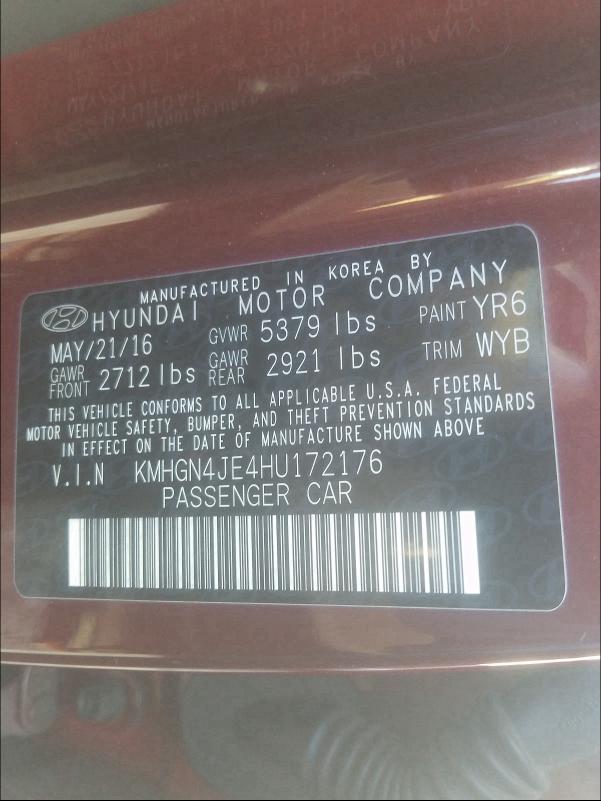 MANUFACTURED IN KOREA BY
HYUNDAI MOTOR COMPANY
MAY/21/16 GVWR 5379 lbs PAINT YR6
GAWR FRONT 2712 lbs GAWR REAR 2921 lbs TRIM WYB
THIS VEHICLE CONFORMS TO ALL APPLICABLE U.S.A. FEDERAL
MOTOR VEHICLE SAFETY, BUMPER, AND THEFT PREVENTION STANDARDS
IN EFFECT ON THE DATE OF MANUFACTURE SHOWN ABOVE
V.I.N KMHGN4JE4HU172176
PASSENGER CAR